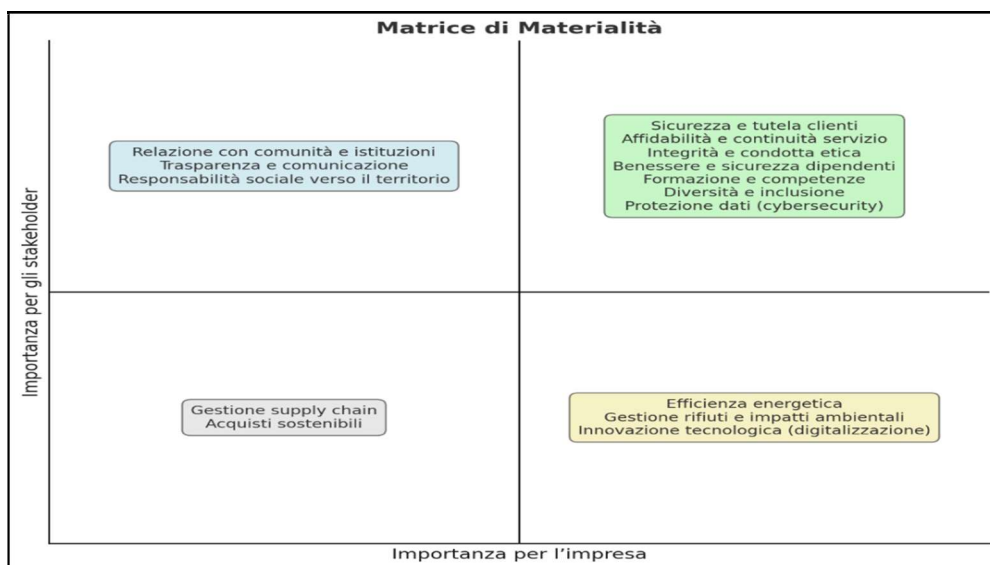 Matrice di Materialità
Importanza per gli stakeholder
Relazione con comunità e istituzioni
Trasparenza e comunicazione
Responsabilità sociale verso il territorio
Sicurezza e tutela clienti
Affidabilità e continuità servizio
Integrità e condotta etica
Benessere e sicurezza dipendenti
Formazione e competenze
Diversità e inclusione
Protezione dati (cybersecurity)
Gestione supply chain
Acquisti sostenibili
Efficienza energetica
Gestione rifiuti e impatti ambientali
Innovazione tecnologica (digitalizzazione)
Importanza per l’impresa